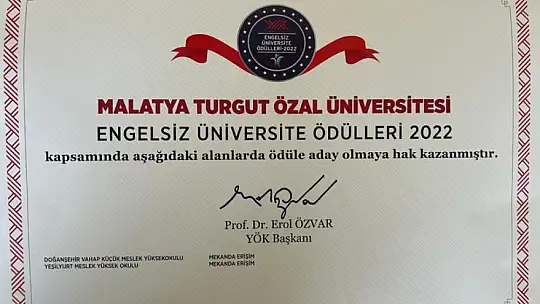 ENGELSİZ
ÜNİVERSİTE
ÖDÜLLERİ-2022
MALATYA TURGUT ÖZAL ÜNİVERSİTESİ
ENGELSİZ ÜNİVERSİTE ÖDÜLLERİ 2022
kapsamında aşağıdaki alanlarda ödüle aday olmaya hak kazanmıştır.
Prof. Dr. Erol ÖZVAR
YÖK Başkanı
DOĞANŞEHİR VAHAP KÜÇÜK MESLEK YÜKSEKOKULU MEKANDA ERİŞİM
YEŞİLYURT MESLEK YÜKSEK OKULU MEKANDA ERİŞİM